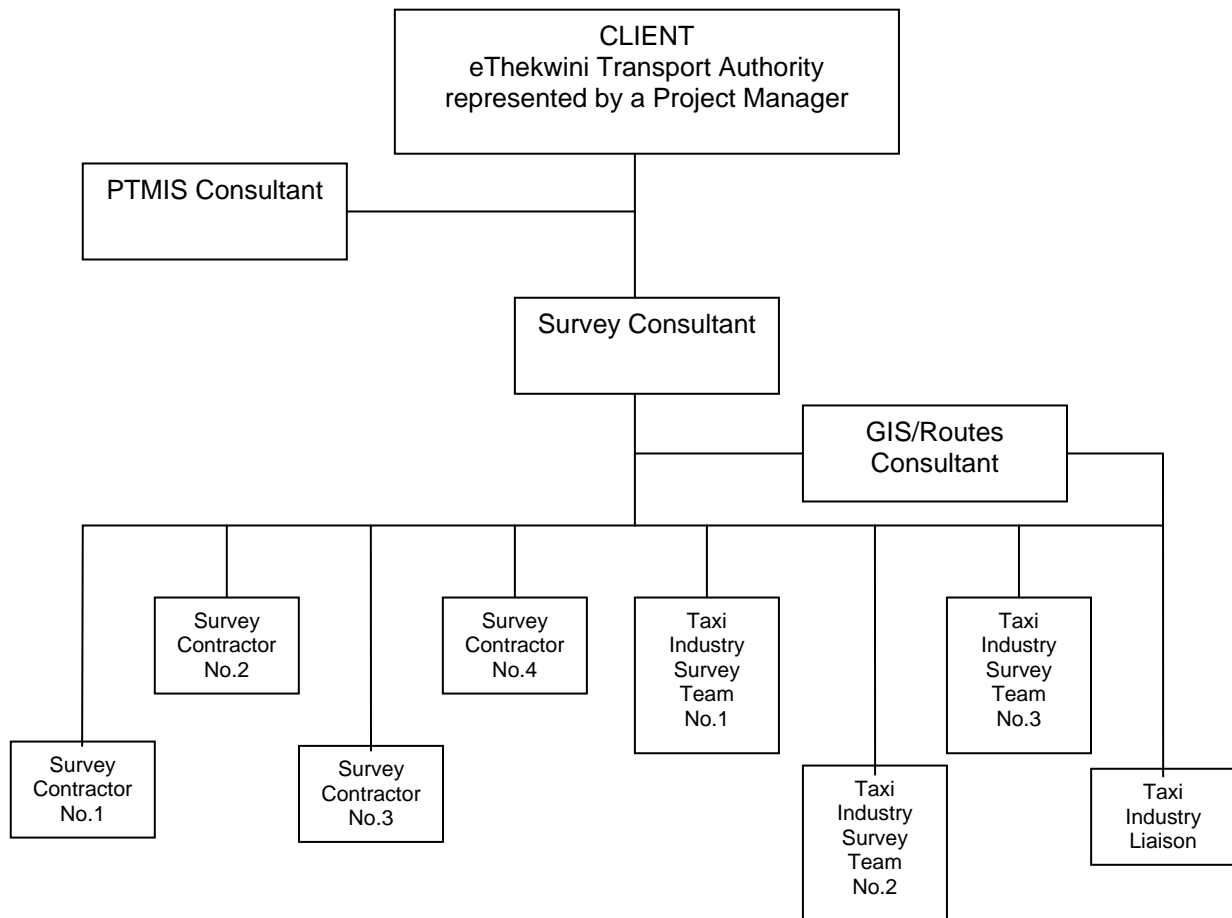 CLIENT
eThekwini Transport Authority
represented by a Project Manager
PTMIS Consultant
Survey Consultant
GIS/Routes
Consultant
Survey
Contractor
No.2
Survey
Contractor
No.4
Taxi
Industry
Survey
Team
No.1
Taxi
Industry
Survey
Team
No.3
Survey
Contractor
No.1
Survey
Contractor
No.3
Taxi
Industry
Survey
Team
No.2
Taxi
Industry
Liaison